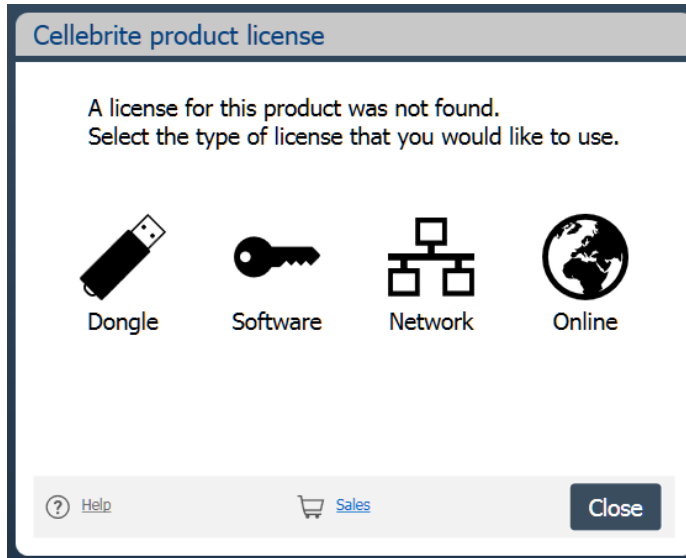 Cellebrite product license
A license for this product was not found.
Select the type of license that you would like to use.
Dongle Software Network Online
? Help Sales Close